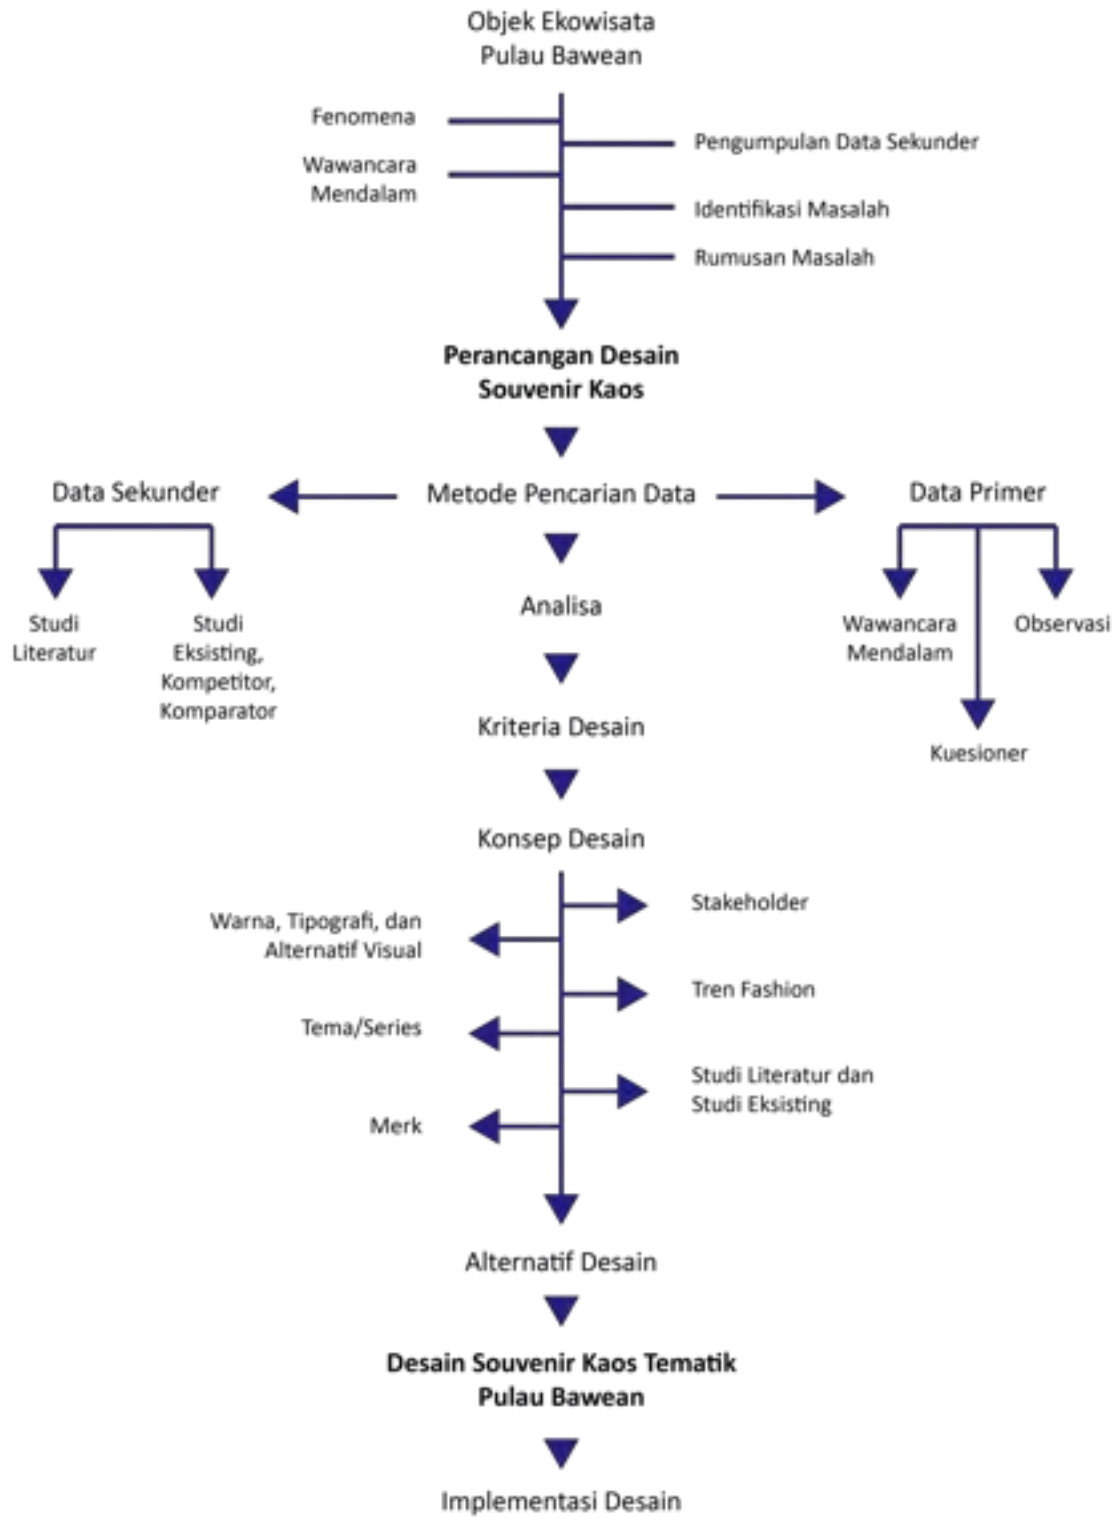 Objek Ekowisata
Pulau Bawean
Fenomena
Pengumpulan Data Sekunder
Wawancara
Mendalam
Identifikasi Masalah
Rumusan Masalah
Perancangan Desain
Souvenir Kaos
Data Sekunder
Metode Pencarian Data
Data Primer
Studi
Literatur
Studi
Eksisting,
Kompetitor,
Komparator
Analisa
Wawancara
Mendalam
Observasi
Kuesioner
Kriteria Desain
Konsep Desain
Stakeholder
Warna, Tipografi, dan
Alternatif Visual
Tren Fashion
Tema/Series
Studi Literatur dan
Studi Eksisting
Merk
Alternatif Desain
Desain Souvenir Kaos Tematik
Pulau Bawean
Implementasi Desain